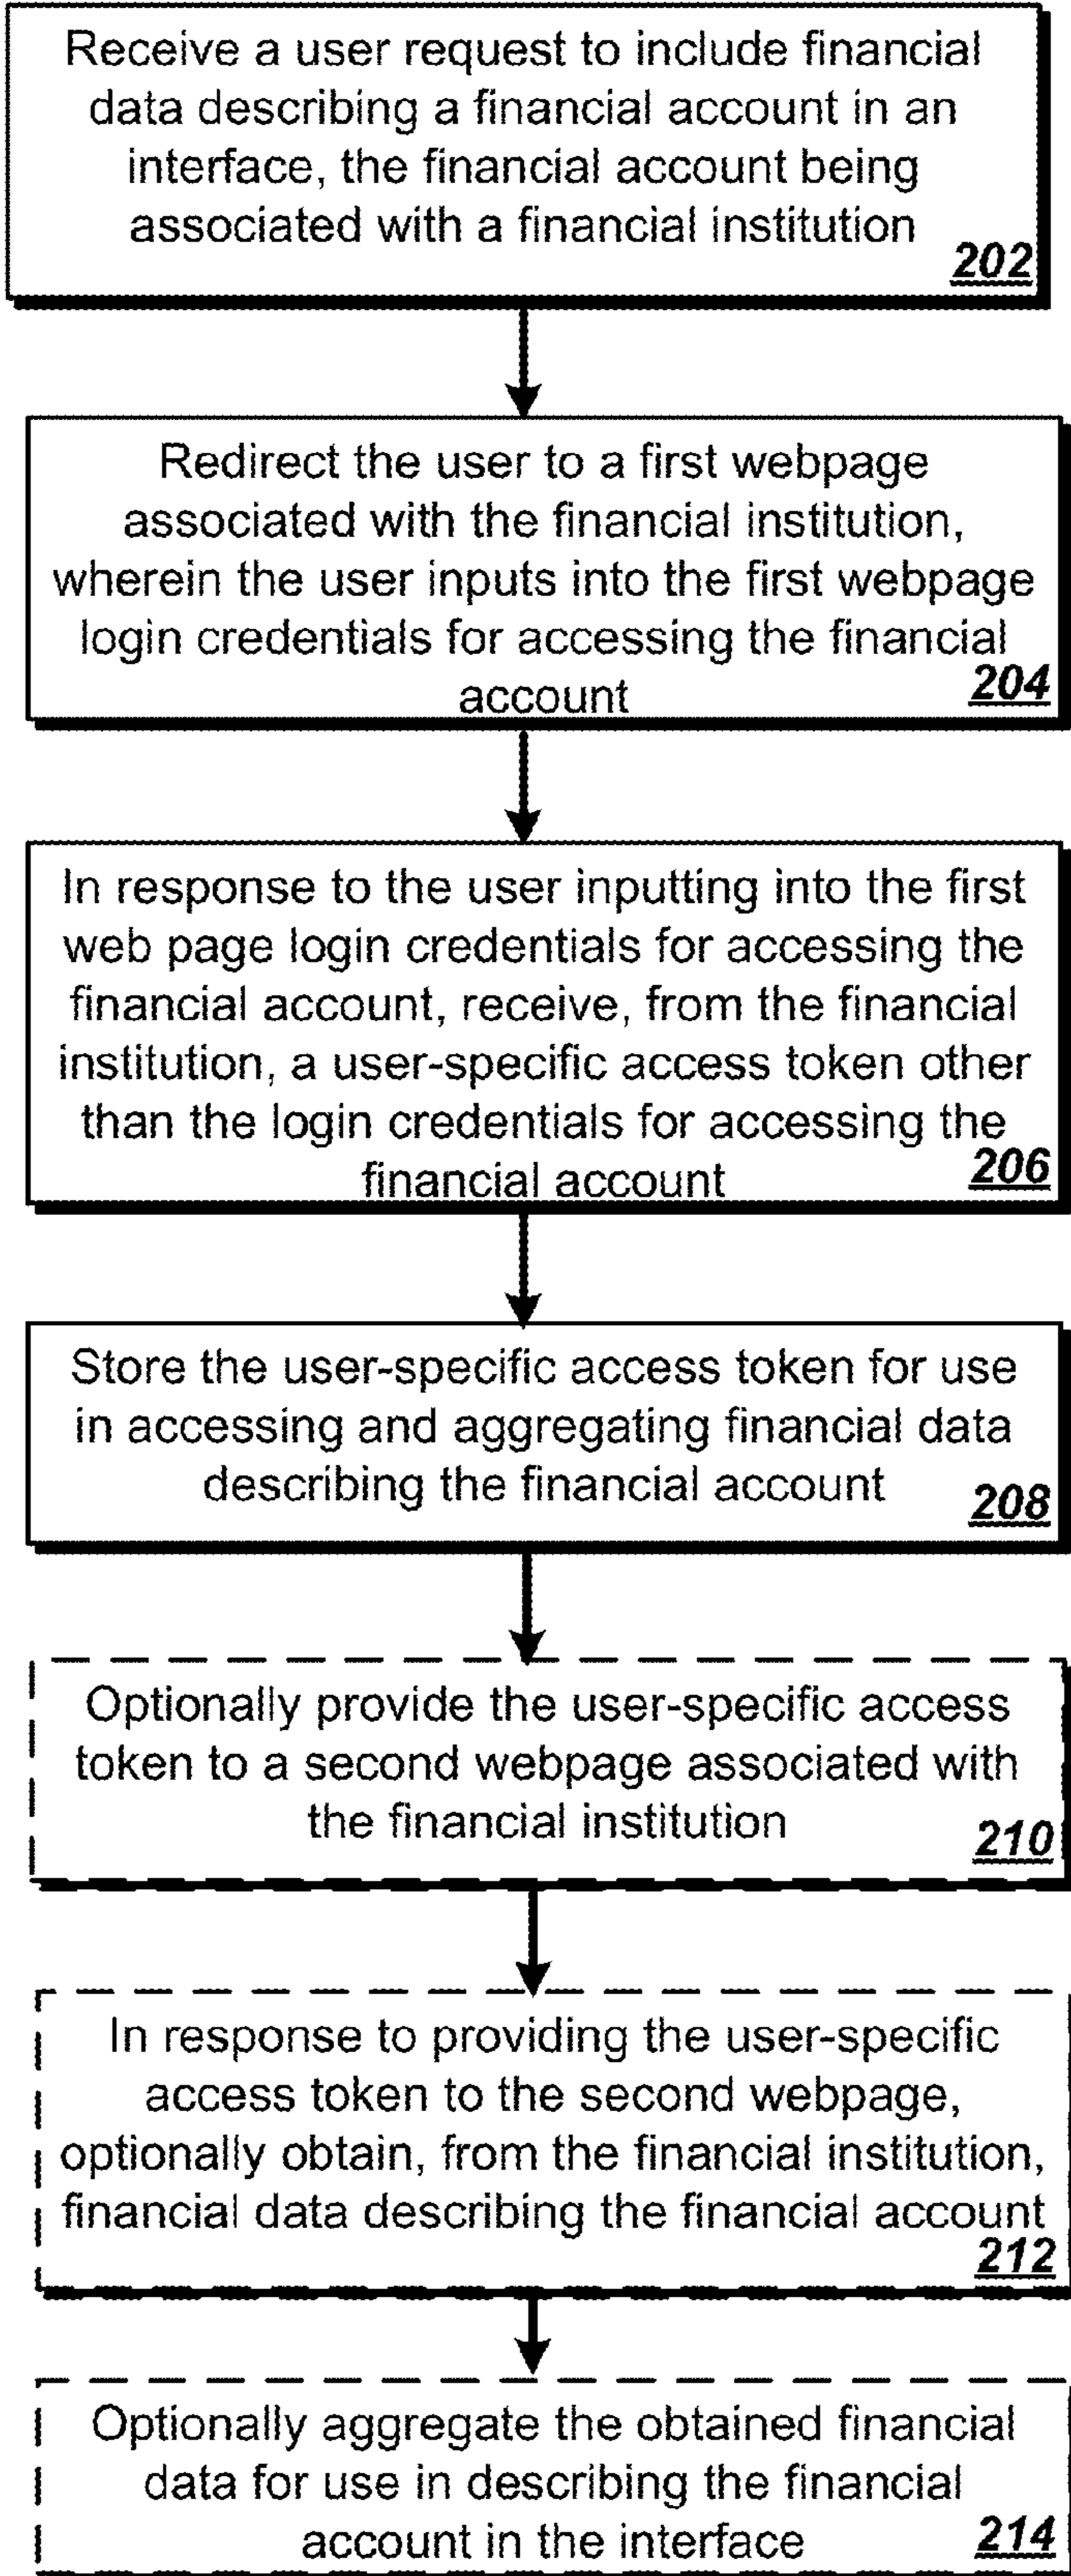 Receive a user request to include financial
data describing a financial account in an
interface, the financial account being
associated with a financial institution
202
Redirect the user to a first webpage
associated with the financial institution,
wherein the user inputs into the first webpage
login credentials for accessing the financial
account
204
In response to the user inputting into the first
web page login credentials for accessing the
financial account, receive, from the financial
institution, a user-specific access token other
than the login credentials for accessing the
financial account
206
Store the user-specific access token for use
in accessing and aggregating financial data
describing the financial account
208
Optionally provide the user-specific access
token to a second webpage associated with
the financial institution
210
In response to providing the user-specific
access token to the second webpage,
optionally obtain, from the financial institution,
financial data describing the financial account
212
Optionally aggregate the obtained financial
data for use in describing the financial
account in the interface
214